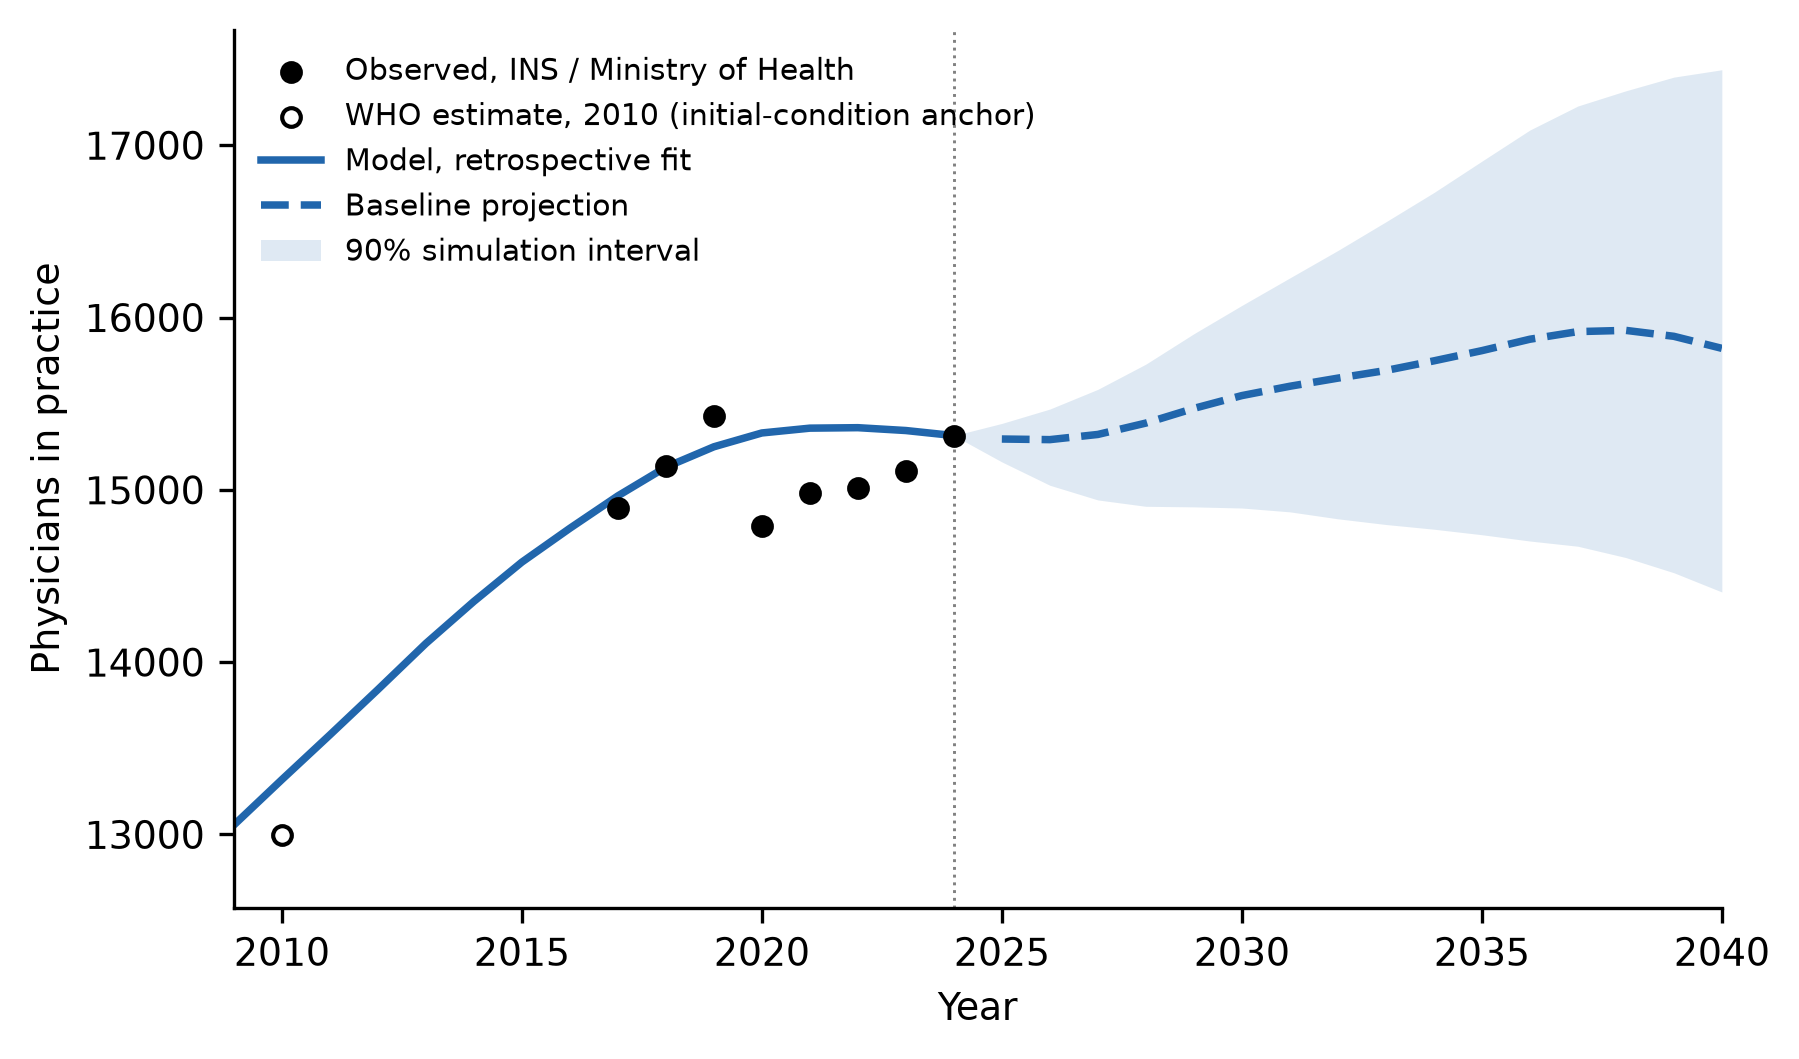 Observed, INS / Ministry of Health
WHO estimate, 2010 (initial-condition anchor)
Model, retrospective fit
Baseline projection
90% simulation interval
Physicians in practice
17000
16000
15000
14000
13000
2010 2015 2020 2025 2030 2035 2040
Year